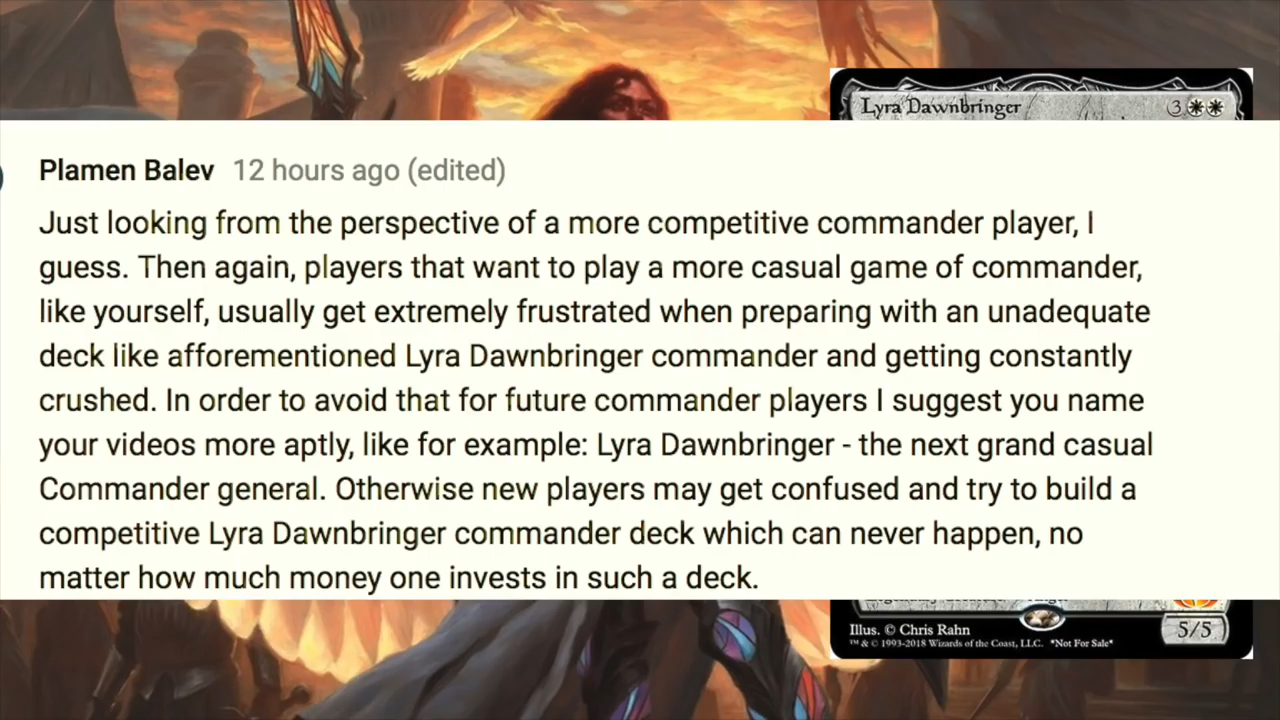 Lyra Dawnbringer 3
Plamen Balev 12 hours ago (edited)
Just looking from the perspective of a more competitive commander player, I
guess. Then again, players that want to play a more casual game of commander,
like yourself, usually get extremely frustrated when preparing with an unadequate
deck like afforementioned Lyra Dawnbringer commander and getting constantly
crushed. In order to avoid that for future commander players I suggest you name
your videos more aptly, like for example: Lyra Dawnbringer - the next grand casual
Commander general. Otherwise new players may get confused and try to build a
competitive Lyra Dawnbringer commander deck which can never happen, no
matter how much money one invests in such a deck.
Illus. © Chris Rahn
™ & © 1993-2018 Wizards of the Coast, LLC. *Not For Sale*
5/5